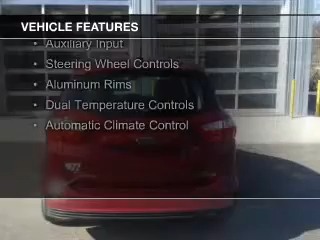 VEHICLE FEATURES
• Auxiliary Input
• Steering Wheel Controls
• Aluminum Rims
• Dual Temperature Controls
• Automatic Climate Control